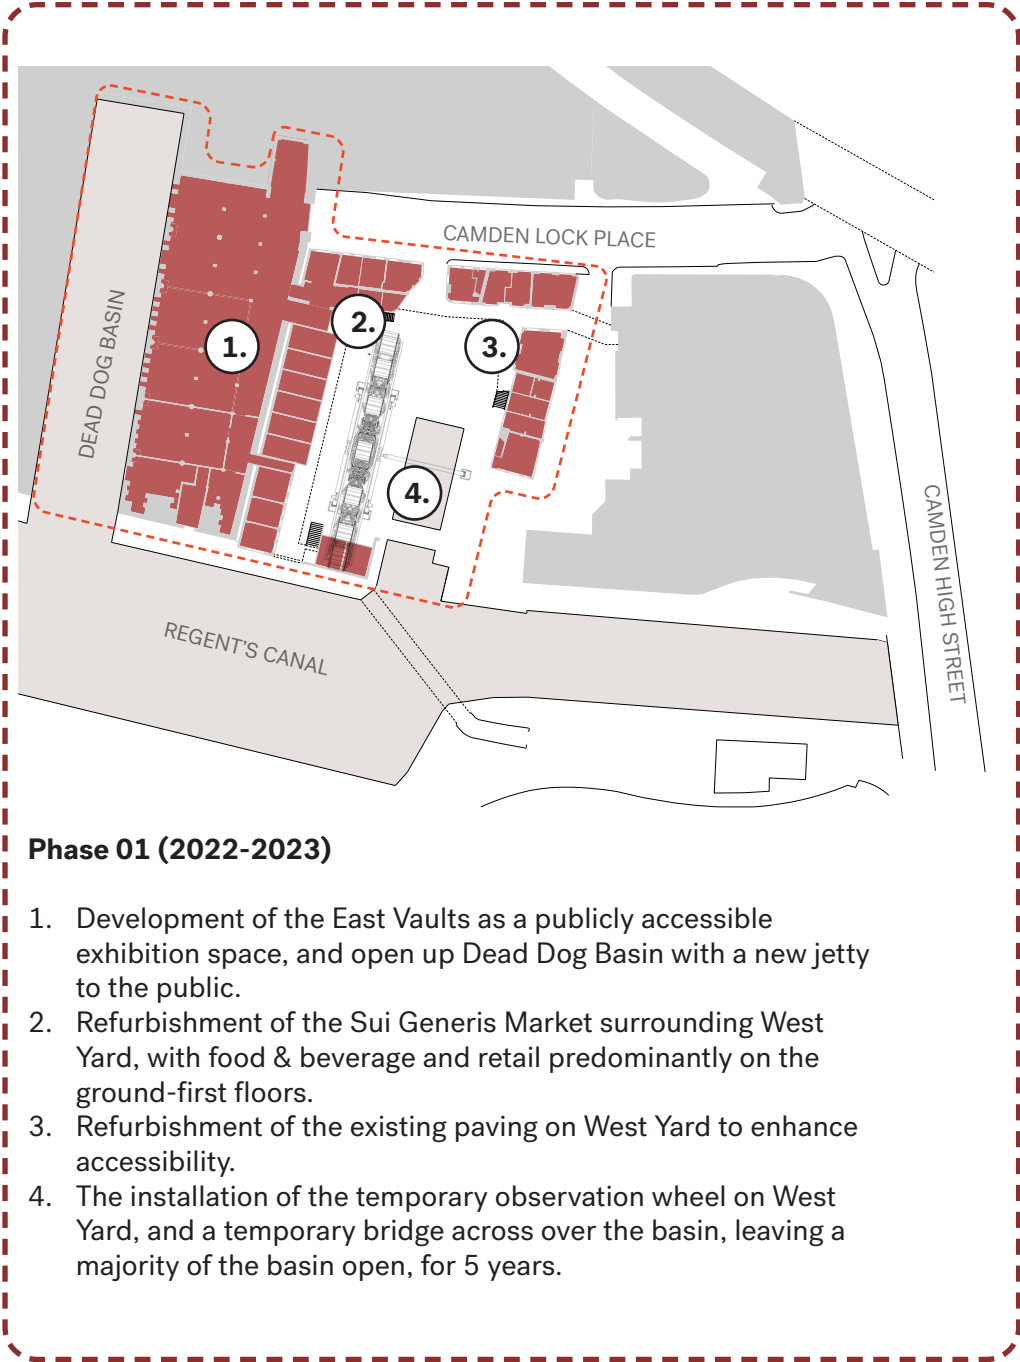 CAMDEN LOCK PLACE
DEAD DOG BASIN
1.
2.
3.
4.
CAMDEN HIGH STREET
REGENT’S CANAL
Phase 01 (2022-2023)
1. Development of the East Vaults as a publicly accessible
exhibition space, and open up Dead Dog Basin with a new jetty
to the public.
2. Refurbishment of the Sui Generis Market surrounding West
Yard, with food & beverage and retail predominantly on the
ground-first floors.
3. Refurbishment of the existing paving on West Yard to enhance
accessibility.
4. The installation of the temporary observation wheel on West
Yard, and a temporary bridge across over the basin, leaving a
majority of the basin open, for 5 years.